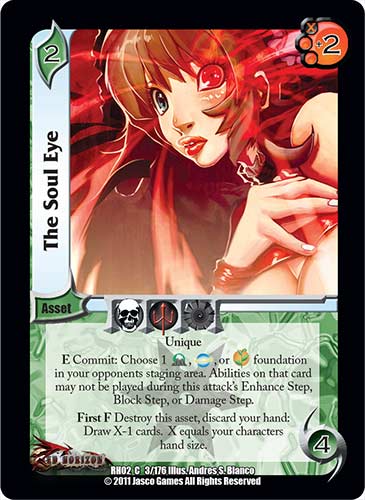 2
+2
The Soul Eye
Asset
Unique
E Commit: Choose 1 , , or foundation
in your opponents staging area. Abilities on that card
may not be played during this attack's Enhance Step,
Block Step, or Damage Step.
First F Destroy this asset, discard your hand:
Draw X-1 cards. X equals your characters
hand size.
4
RED HORIZON
RH02 C 3/176 Illus. Andres S. Blanco
© 2011 Jasco Games All Rights Reserved